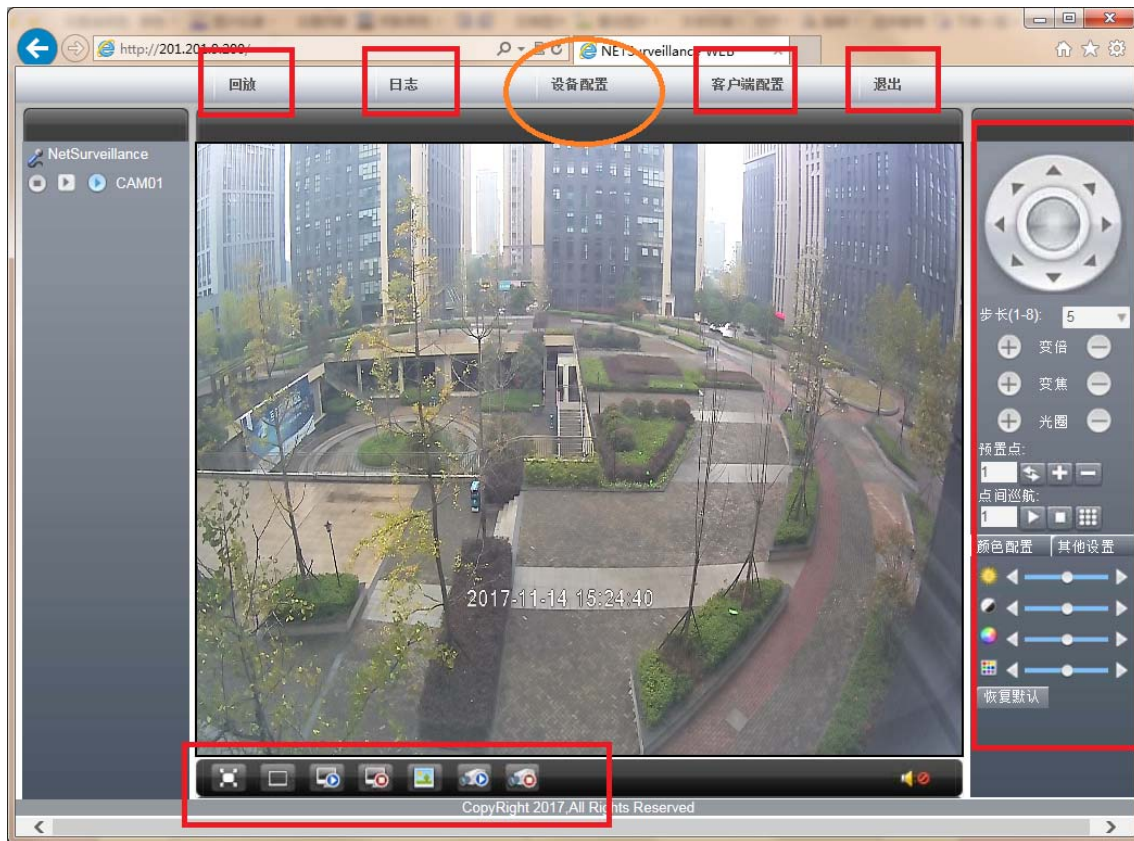 http://201.201.9.200/
NETSurveillance WEB
回放 日志 设备配置 客户端配置 退出
NetSurveillance
CAM01
步长(1-8): 5
变倍
变焦
光圈
预置点:
1
点间巡航:
1
颜色配置 其他设置
2017-11-14 15:24:40
恢复默认
CopyRight 2017,All Rights Reserved